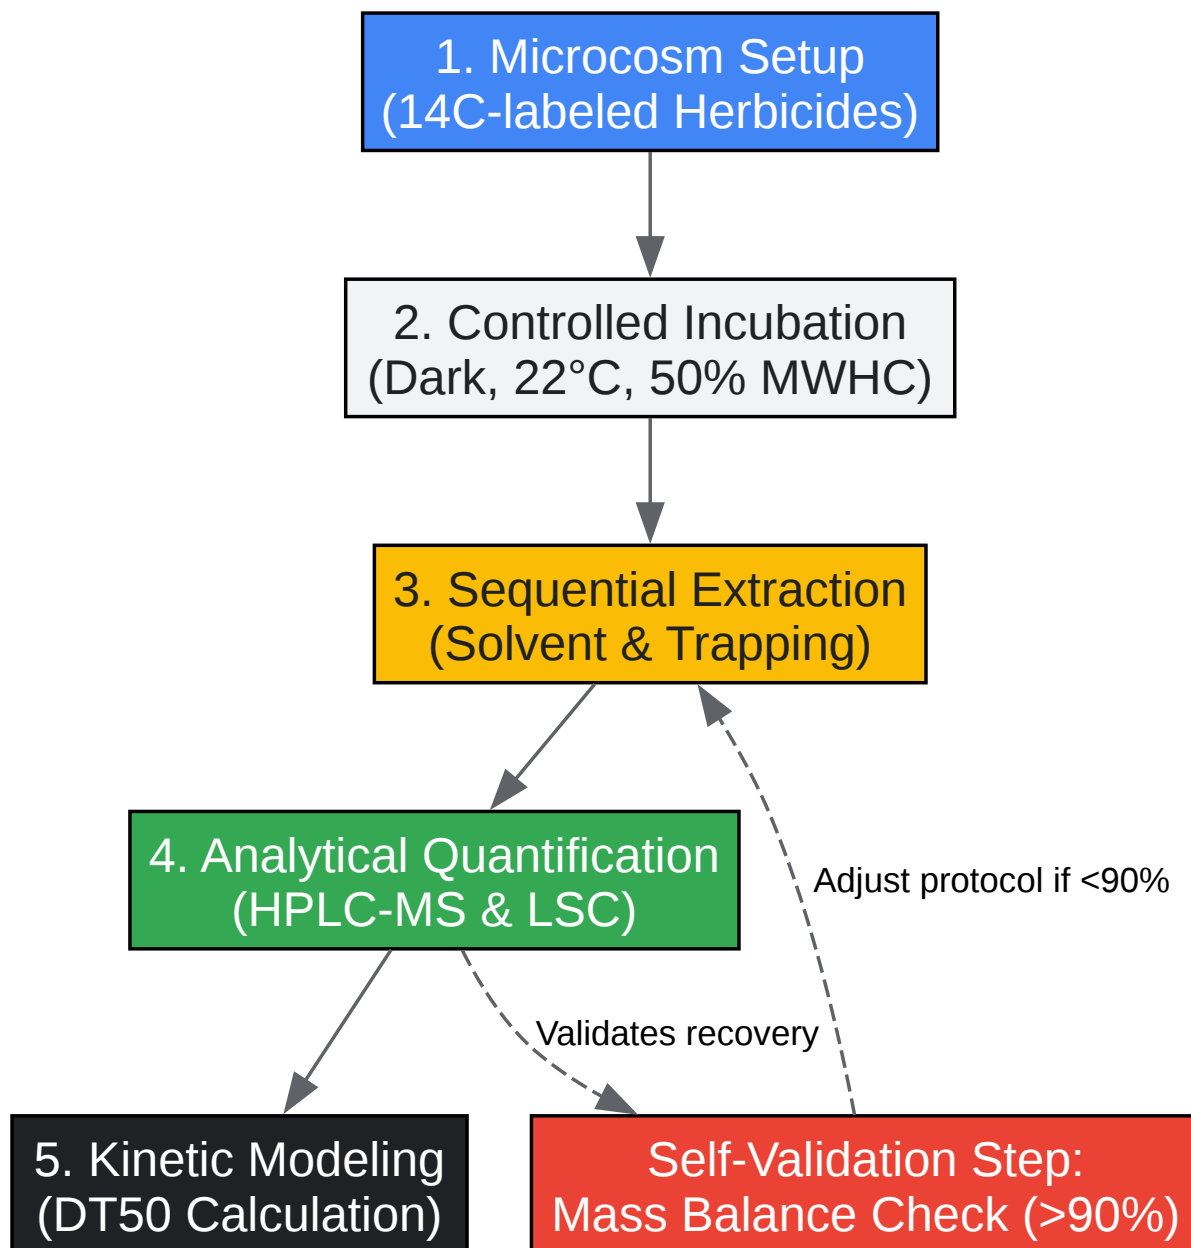 1. Microcosm Setup
(14C-labeled Herbicides)
2. Controlled Incubation
(Dark, 22°C, 50% MWHC)
3. Sequential Extraction
(Solvent & Trapping)
4. Analytical Quantification
(HPLC-MS & LSC)
Adjust protocol if <90%
Validates recovery
5. Kinetic Modeling
(DT50 Calculation)
Self-Validation Step:
Mass Balance Check (>90%)